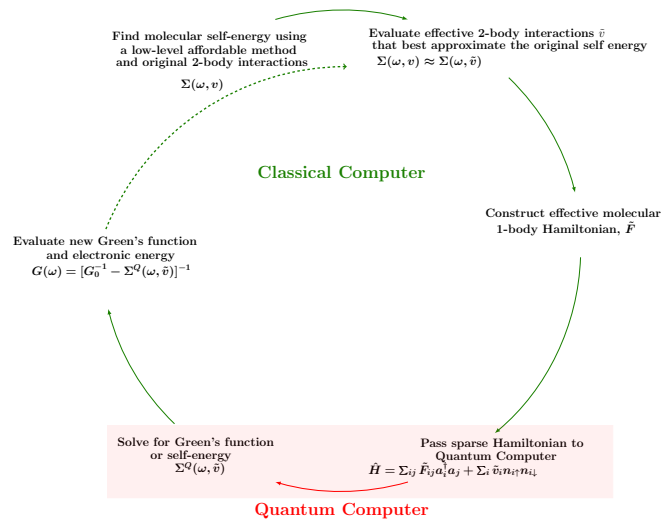 Find molecular self-energy using
a low-level affordable method
and original 2-body interactions
Σ(ω, v)
Evaluate effective 2-body interactions ṽ
that best approximate the original self energy
Σ(ω, v) ≈ Σ(ω, ṽ)
Classical Computer
Construct effective molecular
1-body Hamiltonian, F̃
Evaluate new Green's function
and electronic energy
G(ω) = [G₀⁻¹ − Σ^Q(ω, ṽ)]⁻¹
Solve for Green's function
or self-energy
Σ^Q(ω, ṽ)
Pass sparse Hamiltonian to
Quantum Computer
Ĥ = Σ_ij F̃_ij a_i^† a_j + Σ_i ṽ_i n_i↑ n_i↓
Quantum Computer